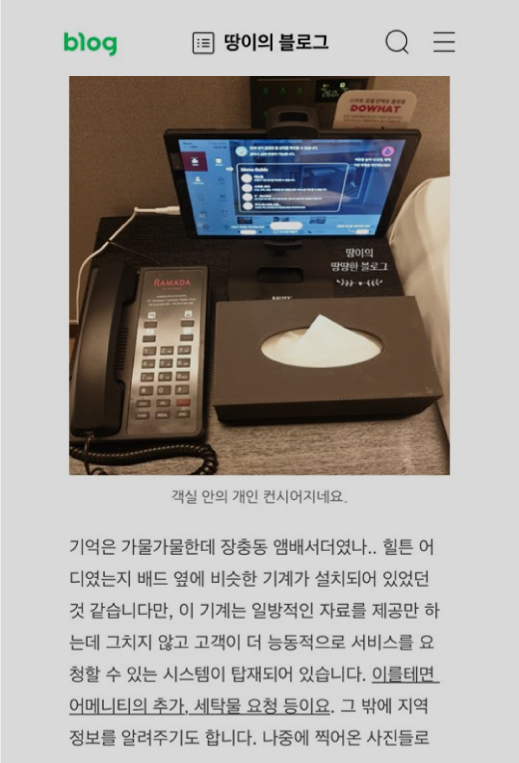 blog
땅이의 블로그
DOWHAT
Menu Guide
땅이의
땅땅한 블로그
RAMADA
객실 안의 개인 컨시어지네요.
기억은 가물가물한데 장충동 앰배서더였나.. 힐튼 어
디였는지 배드 옆에 비슷한 기계가 설치되어 있었던
것 같습니다만, 이 기계는 일방적인 자료를 제공만 하
는데 그치지 않고 고객이 더 능동적으로 서비스를 요
청할 수 있는 시스템이 탑재되어 있습니다. 이를테면
어메니티의 추가, 세탁물 요청 등이요. 그 밖에 지역
정보를 알려주기도 합니다. 나중에 찍어온 사진들로